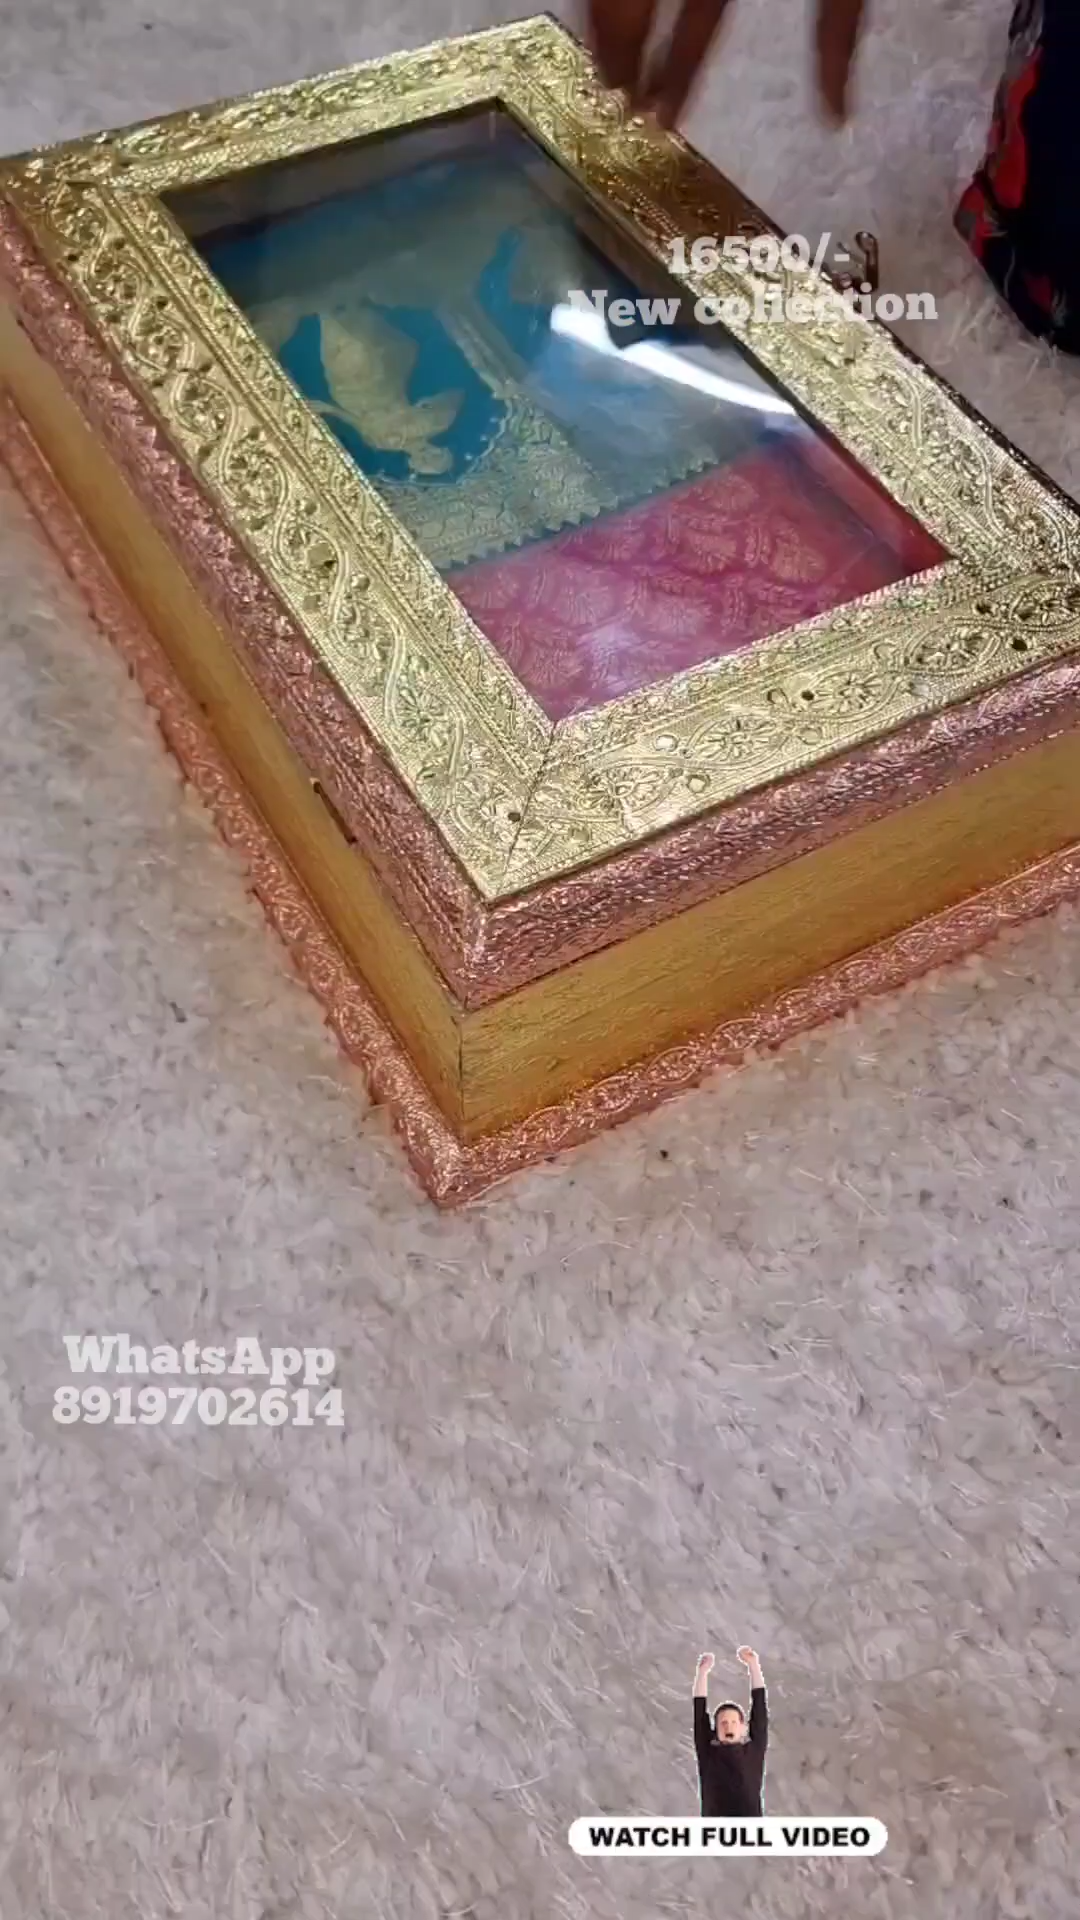 16500/-
New collection
WhatsApp
8919702614
WATCH FULL VIDEO